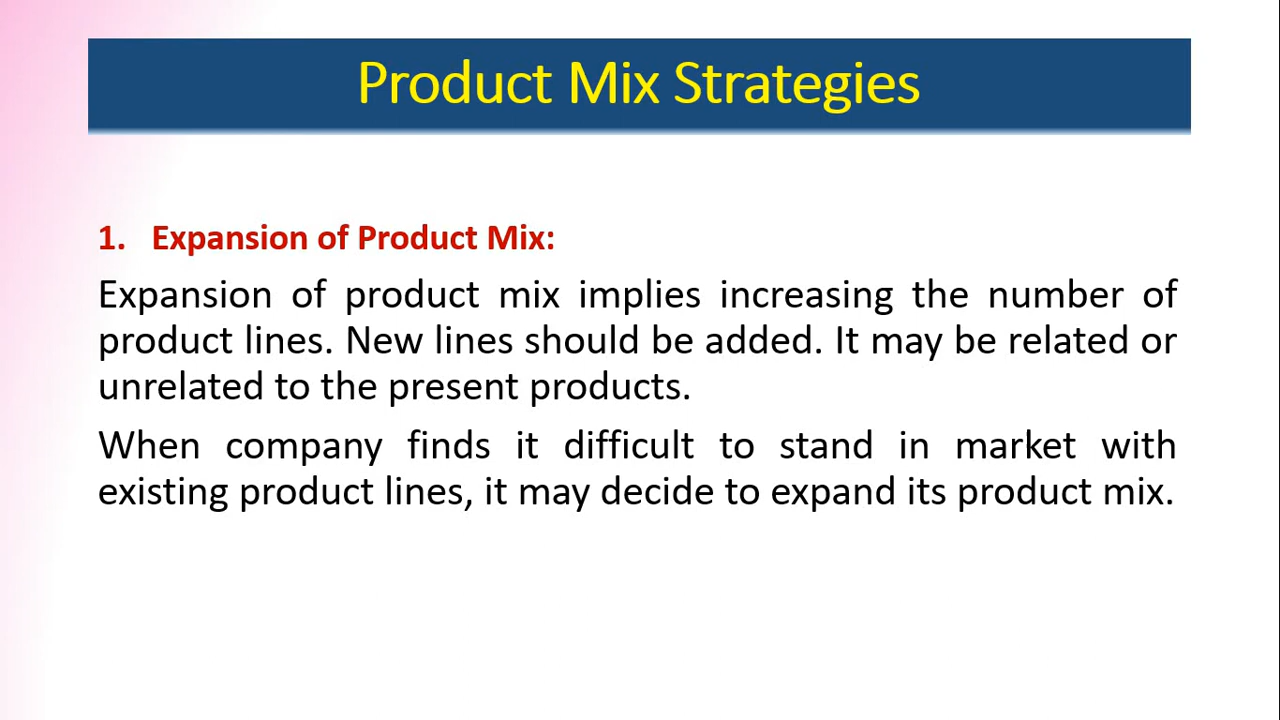 Product Mix Strategies
1. Expansion of Product Mix:
Expansion of product mix implies increasing the number of
product lines. New lines should be added. It may be related or
unrelated to the present products.
When company finds it difficult to stand in market with
existing product lines, it may decide to expand its product mix.